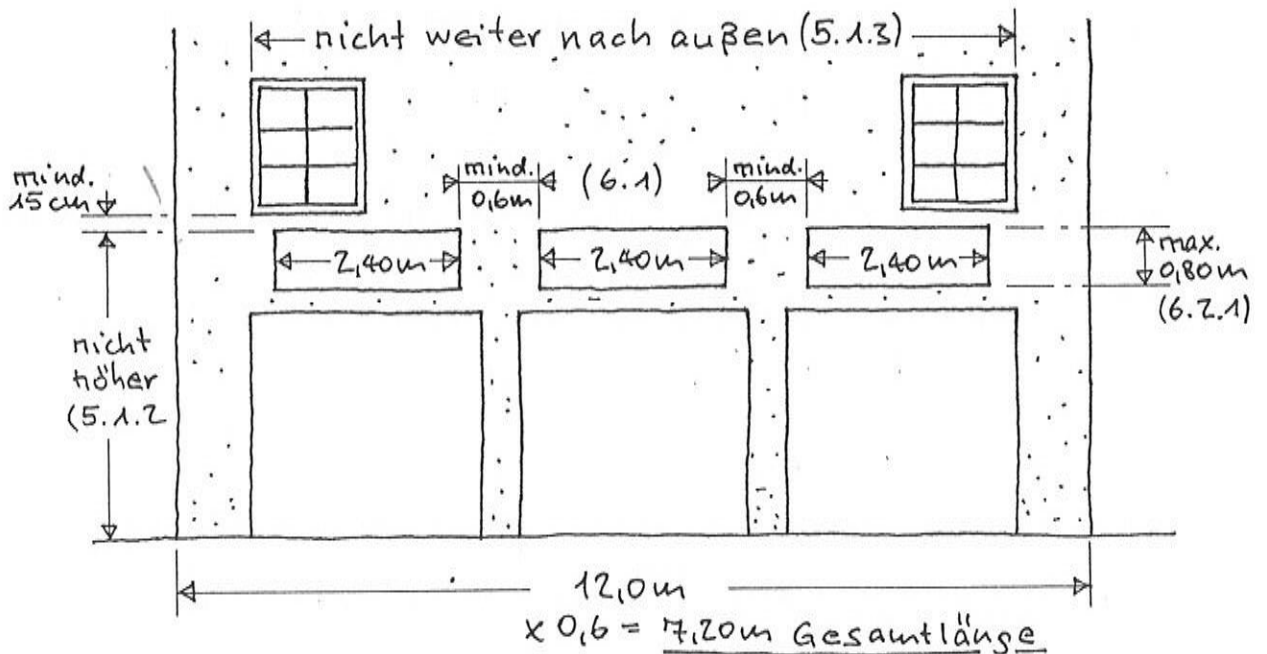 nicht weiter nach außen (5.1.3)
mind.
15 cm
mind.
0,6m
(6.1)
mind.
0,6m
2,40m
2,40m
2,40m
max.
0,80m
(6.2.1)
nicht
höher
(5.1.2
12,0m
x 0,6 = 7,20m Gesamtlänge